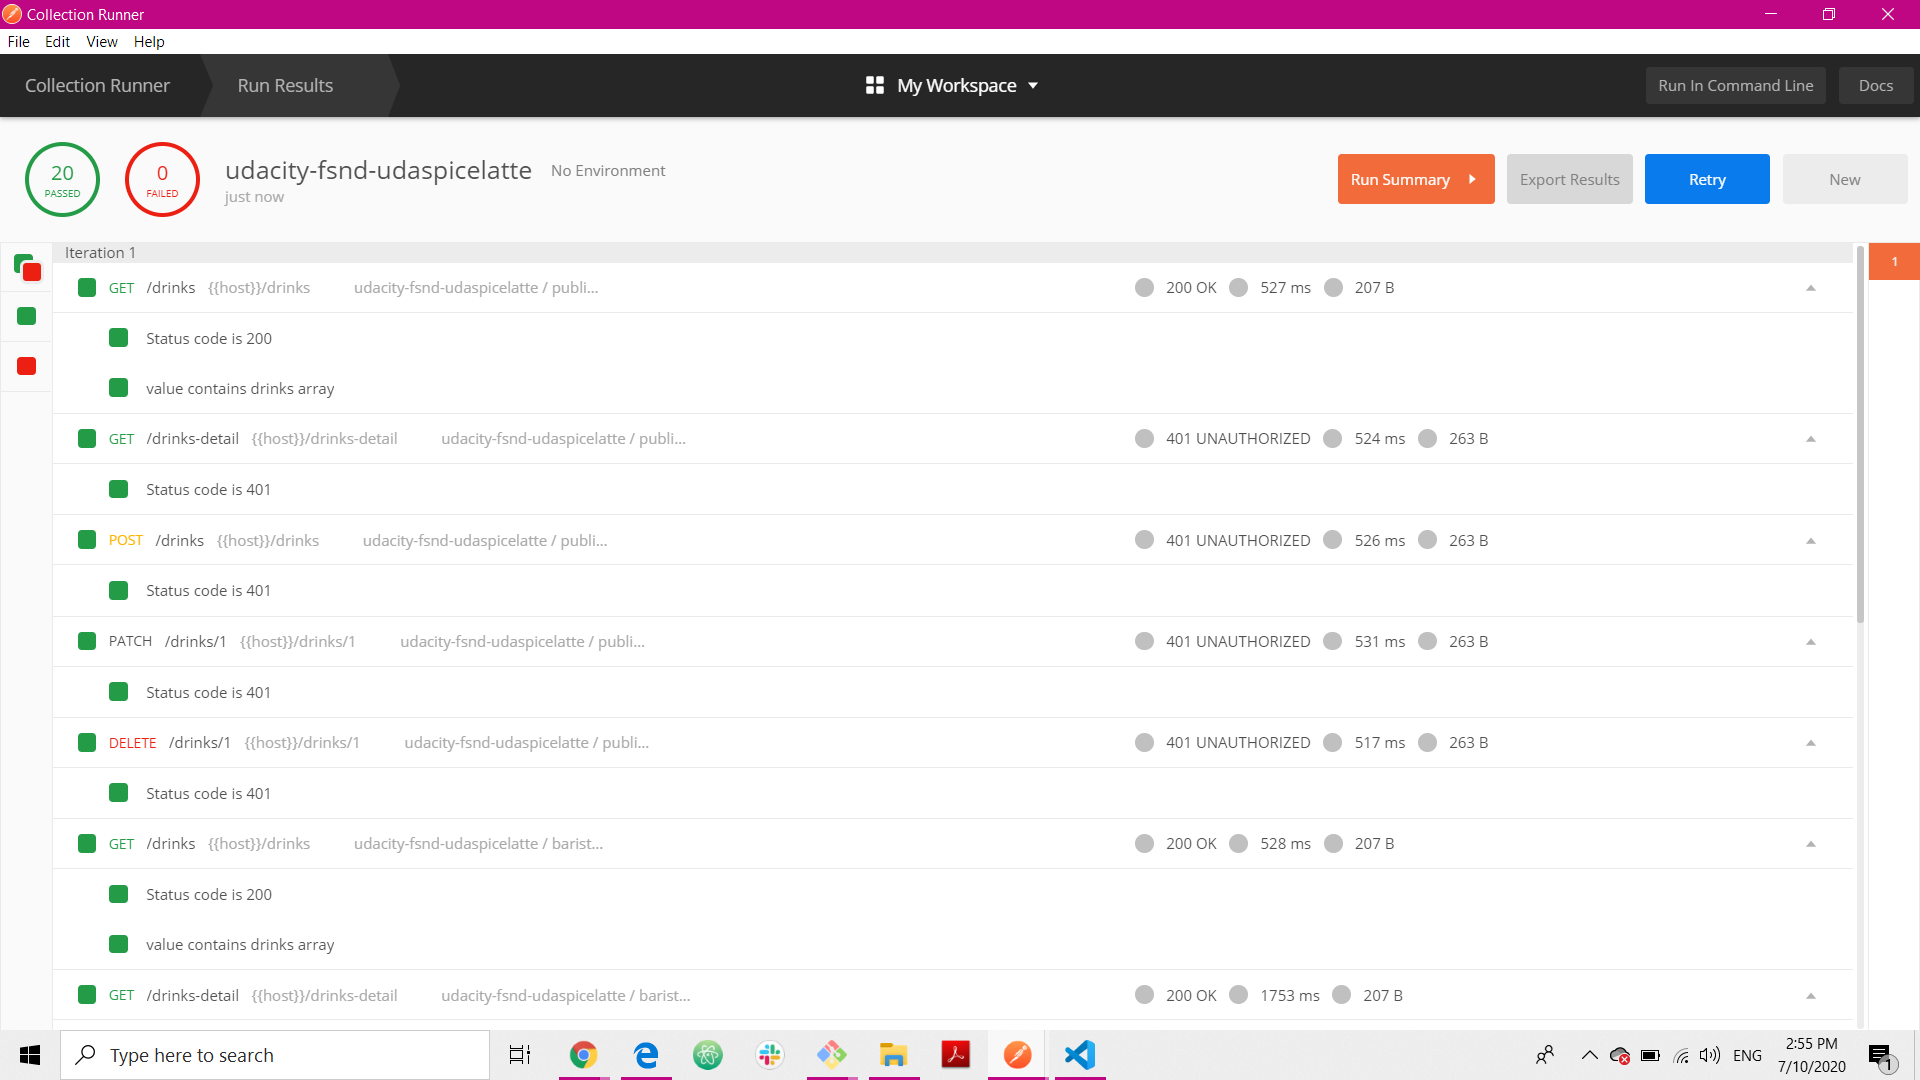 Collection Runner
File Edit View Help
Collection Runner Run Results My Workspace Run In Command Line Docs
20 PASSED
0 FAILED
udacity-fsnd-udaspicelatte No Environment
just now
Run Summary Export Results Retry New
Iteration 1
1
GET /drinks {{host}}/drinks udacity-fsnd-udaspicelatte / publi... 200 OK 527 ms 207 B
Status code is 200
value contains drinks array
GET /drinks-detail {{host}}/drinks-detail udacity-fsnd-udaspicelatte / publi... 401 UNAUTHORIZED 524 ms 263 B
Status code is 401
POST /drinks {{host}}/drinks udacity-fsnd-udaspicelatte / publi... 401 UNAUTHORIZED 526 ms 263 B
Status code is 401
PATCH /drinks/1 {{host}}/drinks/1 udacity-fsnd-udaspicelatte / publi... 401 UNAUTHORIZED 531 ms 263 B
Status code is 401
DELETE /drinks/1 {{host}}/drinks/1 udacity-fsnd-udaspicelatte / publi... 401 UNAUTHORIZED 517 ms 263 B
Status code is 401
GET /drinks {{host}}/drinks udacity-fsnd-udaspicelatte / barist... 200 OK 528 ms 207 B
Status code is 200
value contains drinks array
GET /drinks-detail {{host}}/drinks-detail udacity-fsnd-udaspicelatte / barist... 200 OK 1753 ms 207 B
Type here to search
ENG
2:55 PM
7/10/2020
1